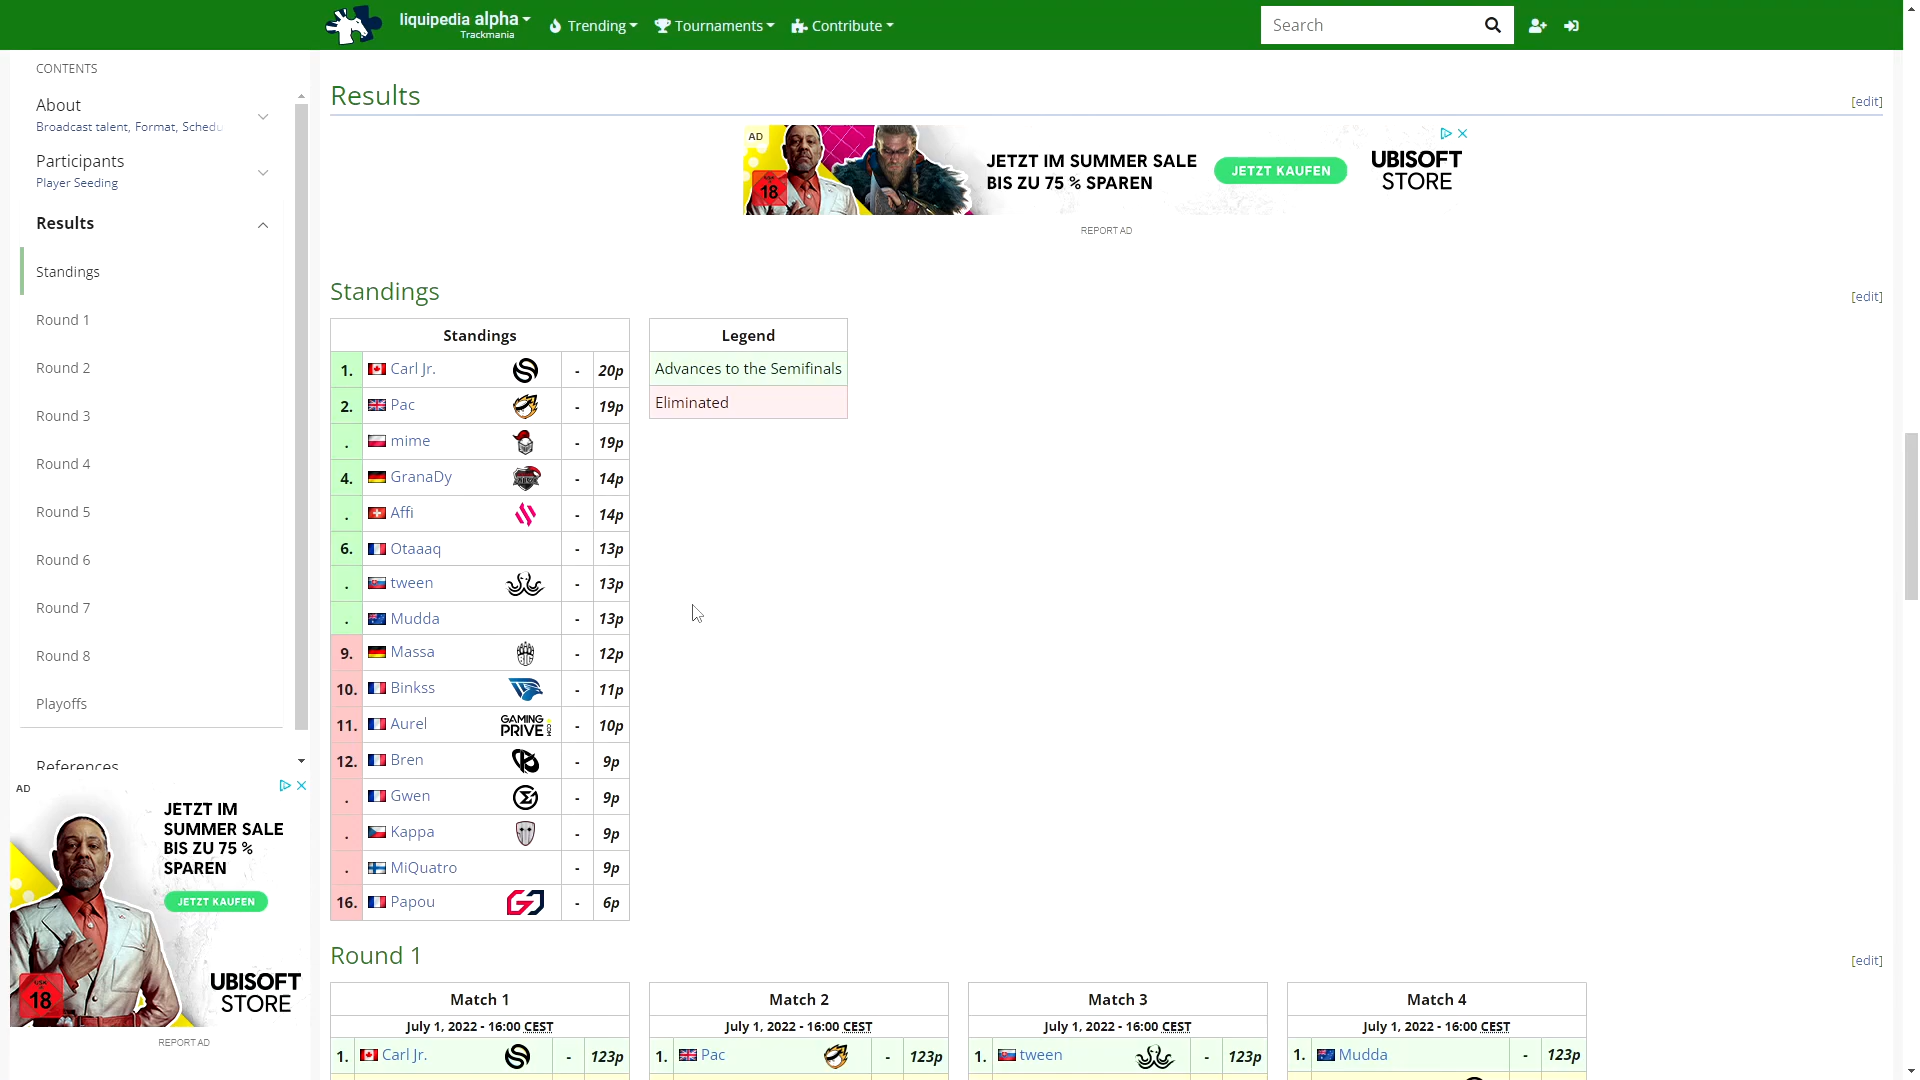 liquipedia alpha
Trackmania
Trending
Tournaments
Contribute
Search
CONTENTS
About
Broadcast talent, Format, Schedu
Participants
Player Seeding
Results
Standings
Round 1
Round 2
Round 3
Round 4
Round 5
Round 6
Round 7
Round 8
Playoffs
References
AD
JETZT IM
SUMMER SALE
BIS ZU 75 %
SPAREN
JETZT KAUFEN
18
UBISOFT
STORE
REPORT AD
Results
[edit]
AD
18
JETZT IM SUMMER SALE
BIS ZU 75 % SPAREN
JETZT KAUFEN
UBISOFT
STORE
REPORT AD
Standings
[edit]
Standings
1. Carl Jr. - 20p
2. Pac - 19p
. mime - 19p
4. GranaDy - 14p
. Affi - 14p
6. Otaaaq - 13p
. tween - 13p
. Mudda - 13p
9. Massa - 12p
10. Binkss - 11p
11. Aurel GAMING PRIVE - 10p
12. Bren - 9p
. Gwen - 9p
. Kappa - 9p
. MiQuatro - 9p
16. Papou - 6p
Legend
Advances to the Semifinals
Eliminated
Round 1
[edit]
Match 1
July 1, 2022 - 16:00 CEST
1. Carl Jr. - 123p
Match 2
July 1, 2022 - 16:00 CEST
1. Pac - 123p
Match 3
July 1, 2022 - 16:00 CEST
1. tween - 123p
Match 4
July 1, 2022 - 16:00 CEST
1. Mudda - 123p